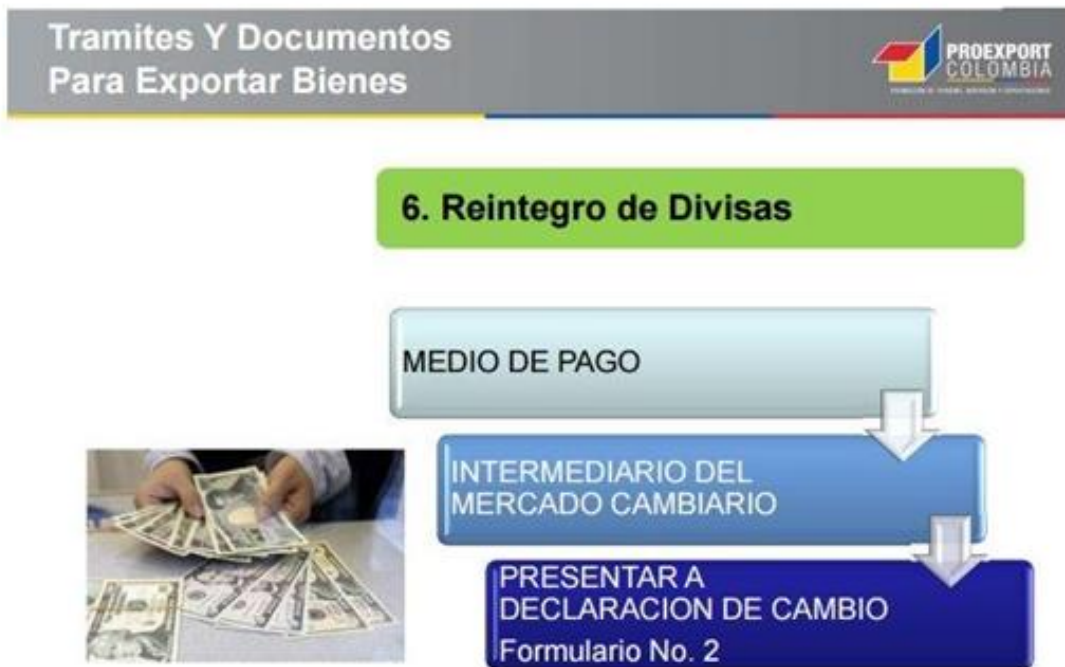 Tramites Y Documentos
Para Exportar Bienes
PROEXPORT
COLOMBIA
6. Reintegro de Divisas
MEDIO DE PAGO
INTERMEDIARIO DEL
MERCADO CAMBIARIO
PRESENTAR A
DECLARACION DE CAMBIO
Formulario No. 2